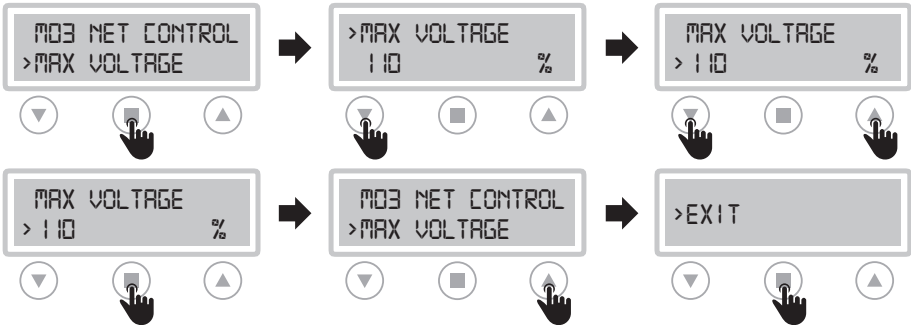 MD3 NET CONTROL
>MAX VOLTAGE
>MAX VOLTAGE
110 %
MAX VOLTAGE
>110 %
MAX VOLTAGE
>110 %
MD3 NET CONTROL
>MAX VOLTAGE
>EXIT